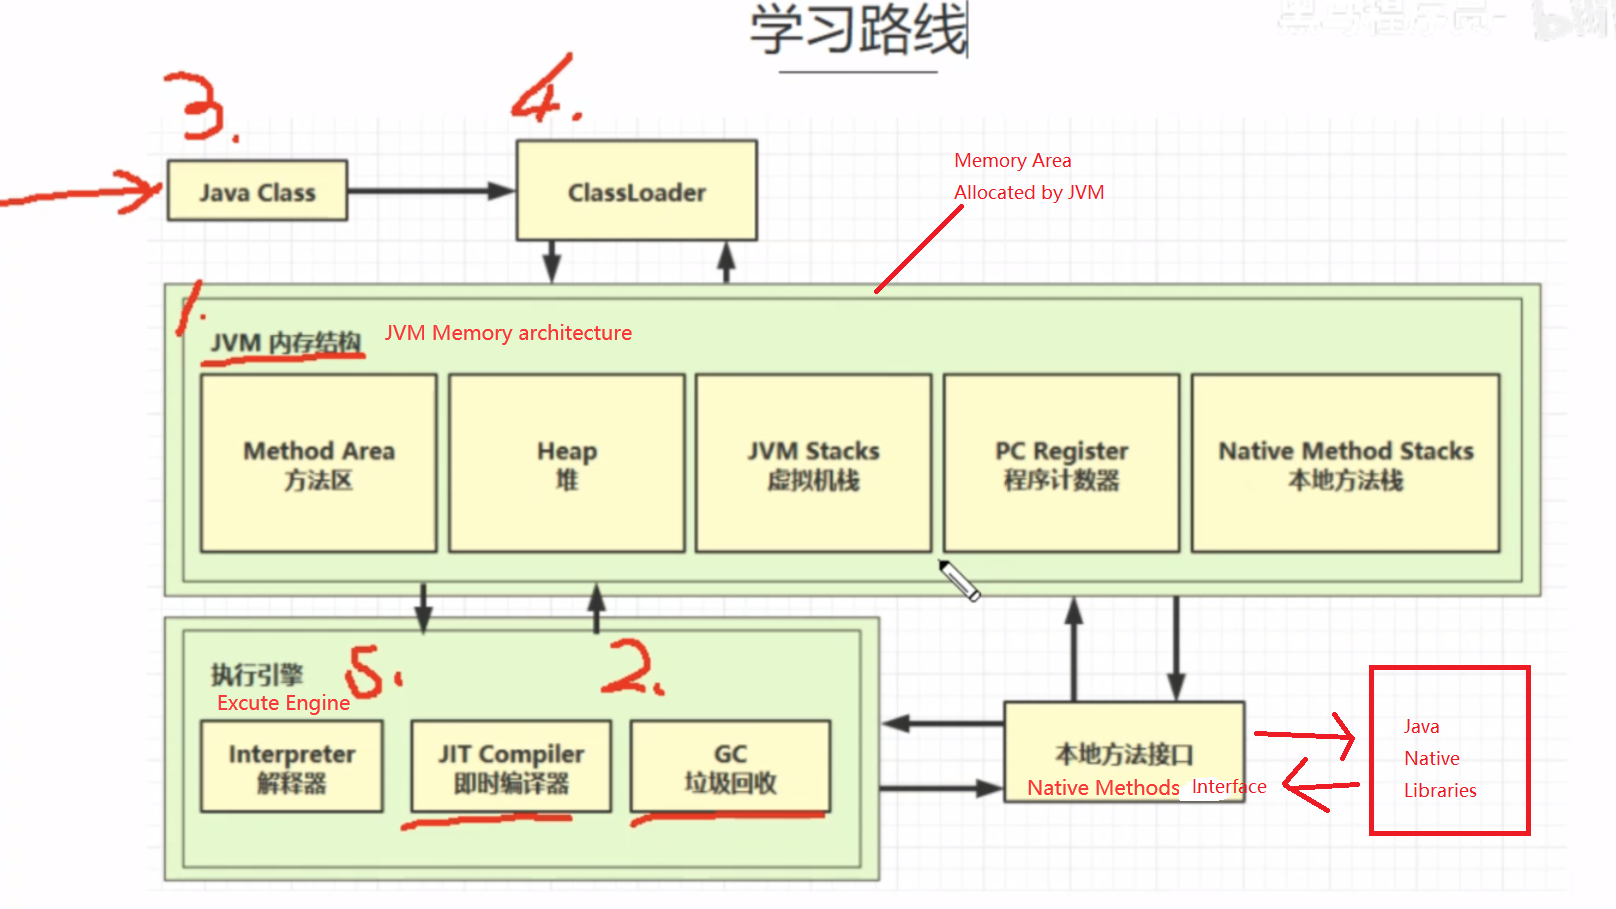 学习路线
3.
4.
Java Class
ClassLoader
Memory Area
Allocated by JVM
1.
JVM 内存结构
JVM Memory architecture
Method Area
方法区
Heap
堆
JVM Stacks
虚拟机栈
PC Register
程序计数器
Native Method Stacks
本地方法栈
执行引擎
5.
2.
Excute Engine
Interpreter
解释器
JIT Compiler
即时编译器
GC
垃圾回收
本地方法接口
Native Methods Interface
Java
Native
Libraries